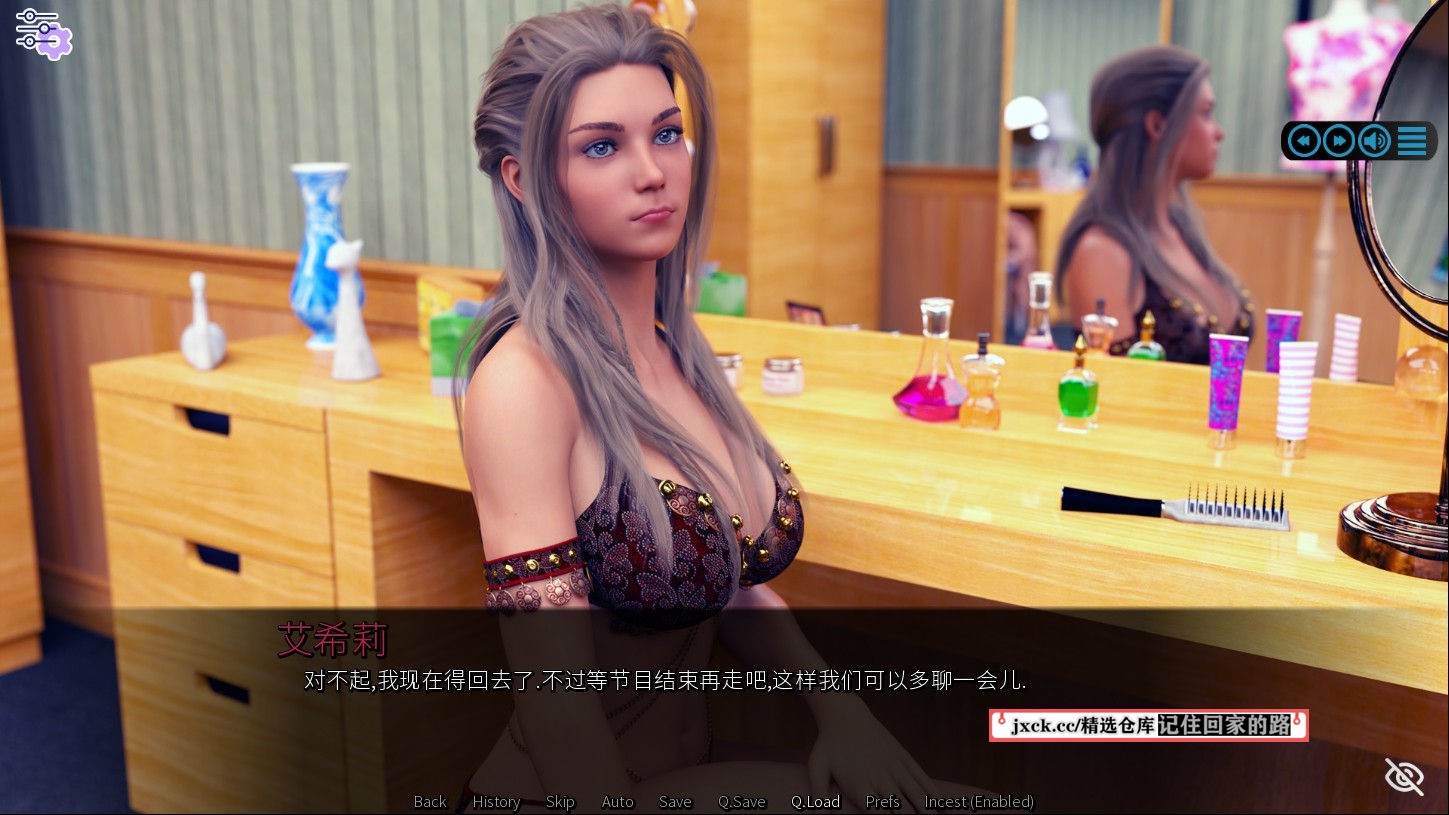 艾希莉
对不起,我现在得回去了.不过等节目结束再走吧,这样我们可以多聊一会儿.
jxck.cc/精选仓库记住回家的路
Back History Skip Auto Save Q.Save Q.Load Prefs Incest (Enabled)